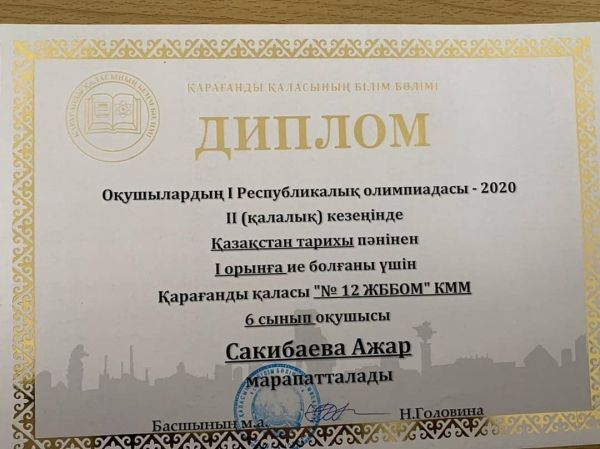 ҚАРАҒАНДЫ ҚАЛАСЫНЫҢ БІЛІМ БӨЛІМІ
ДИПЛОМ
Оқушылардың І Республикалық олимпиадасы - 2020
ІІ (қалалық) кезеңінде
Қазақстан тарихы пәнінен
І орынға ие болғаны үшін
Қарағанды қаласы "№ 12 ЖББОМ" КММ
6 сынып оқушысы
Сакибаева Ажар
марапатталады
Басшының м.а. Н.Головина